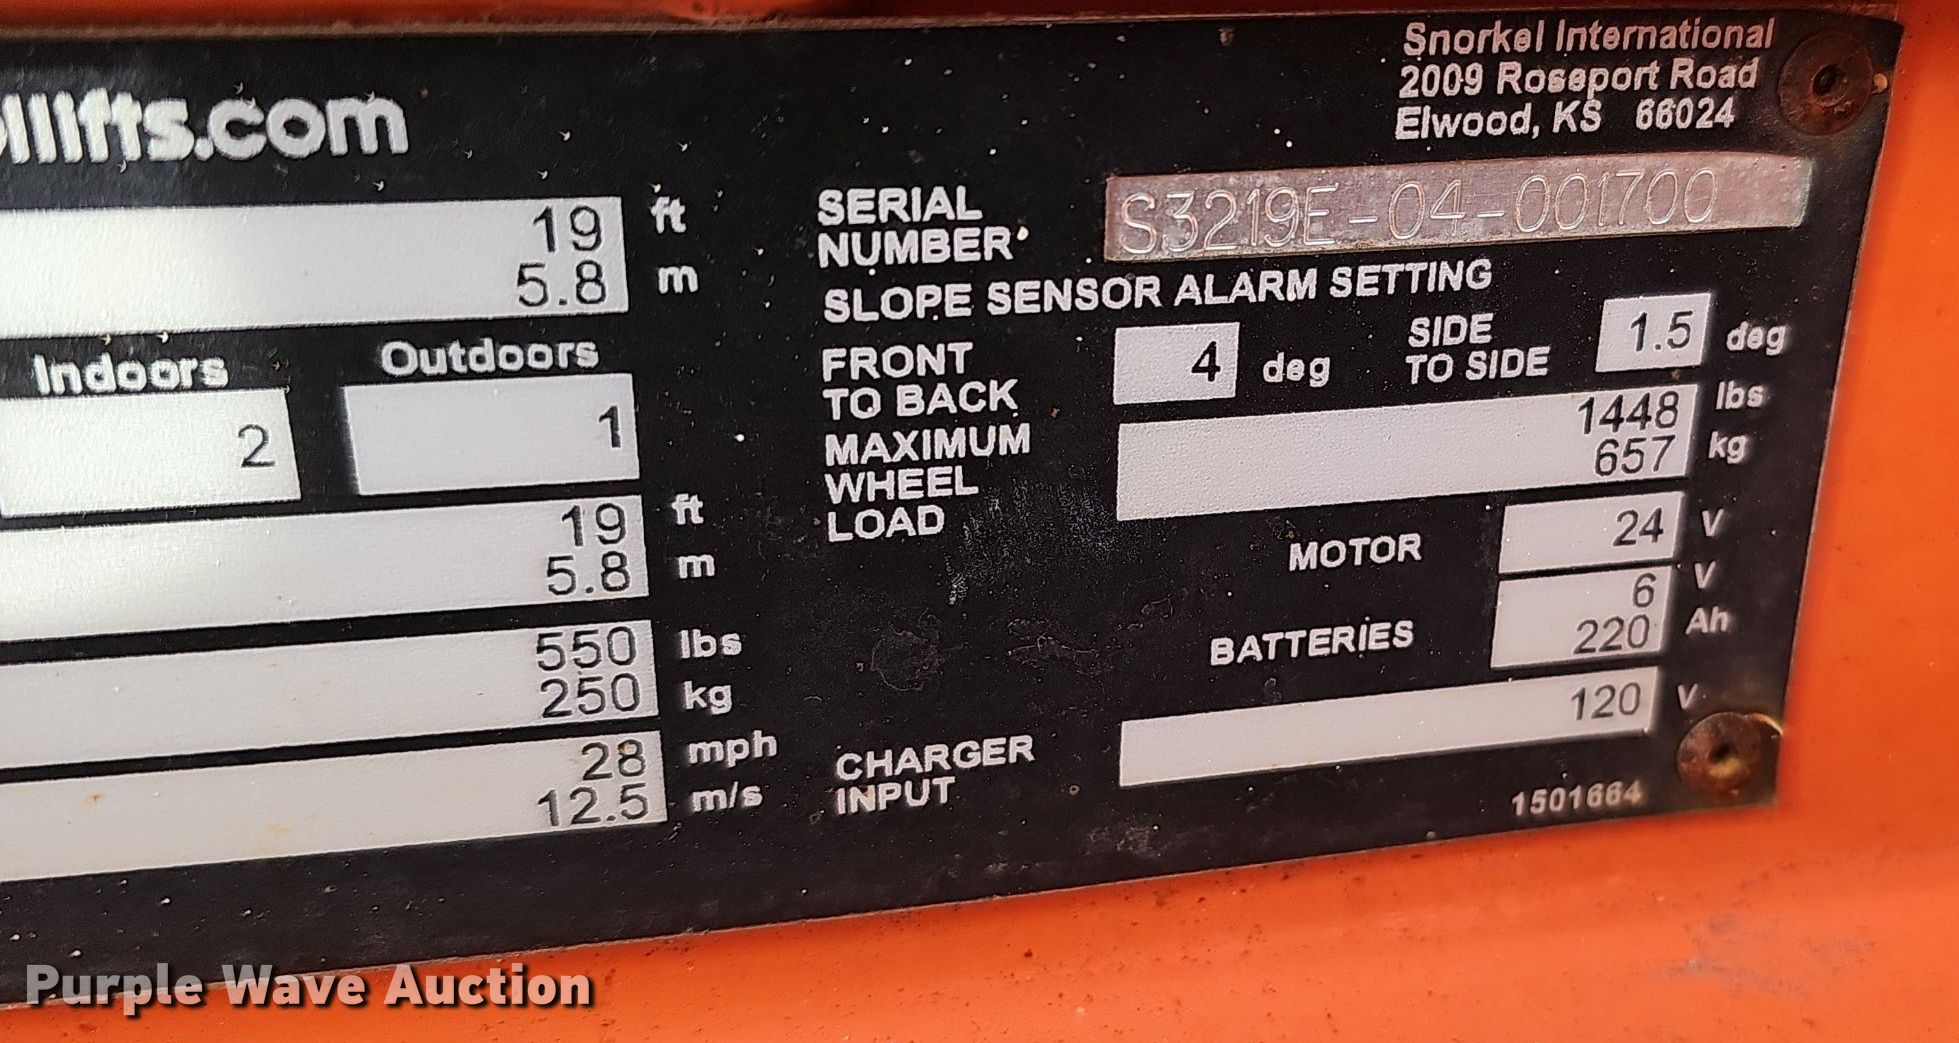 Snorkel International
2009 Roseport Road
Elwood, KS 66024
lifts.com
19 ft
5.8 m
Indoors Outdoors
2 1
19 ft
5.8 m
550 lbs
250 kg
28 mph
12.5 m/s
SERIAL
NUMBER
S3219E-04-001700
SLOPE SENSOR ALARM SETTING
FRONT
TO BACK
4 deg
SIDE
TO SIDE
1.5 deg
MAXIMUM
WHEEL
LOAD
1448 lbs
657 kg
MOTOR 24 V
BATTERIES
6 V
220 Ah
CHARGER
INPUT
120 V
1501664
Purple Wave Auction